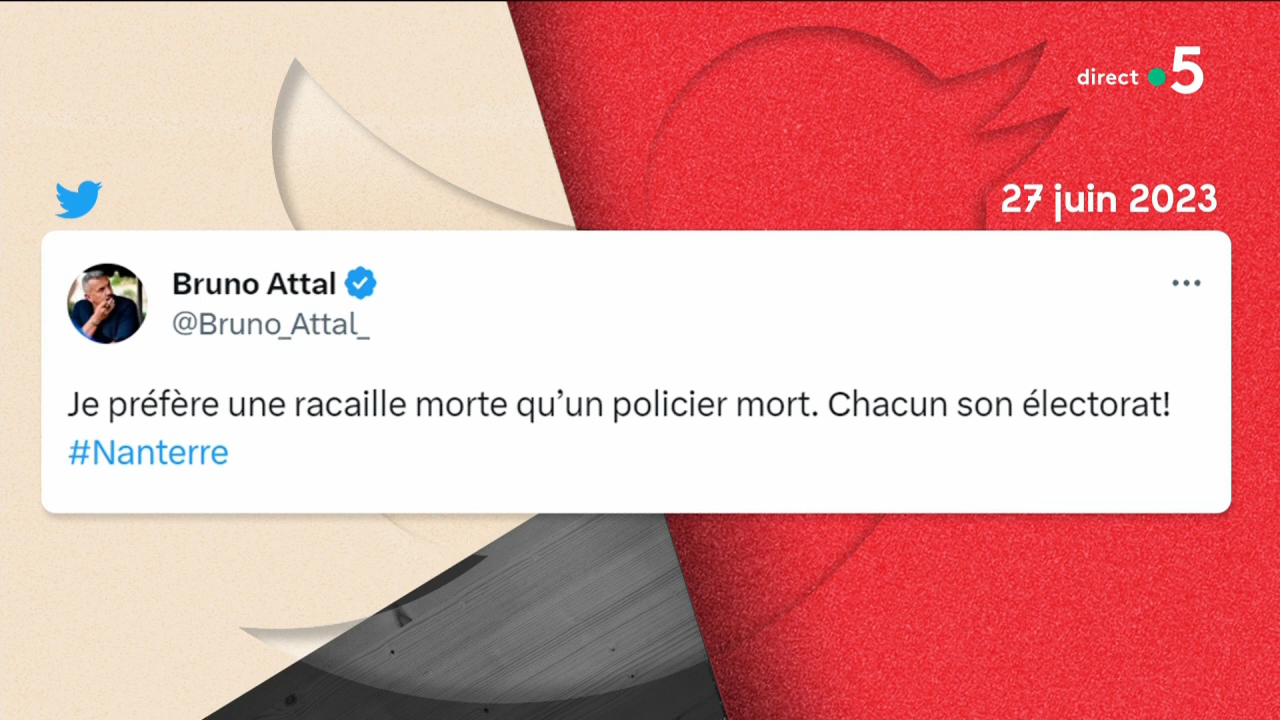 direct 5
27 juin 2023
Bruno Attal
@Bruno_Attal_
Je préfère une racaille morte qu’un policier mort. Chacun son électorat!
#Nanterre